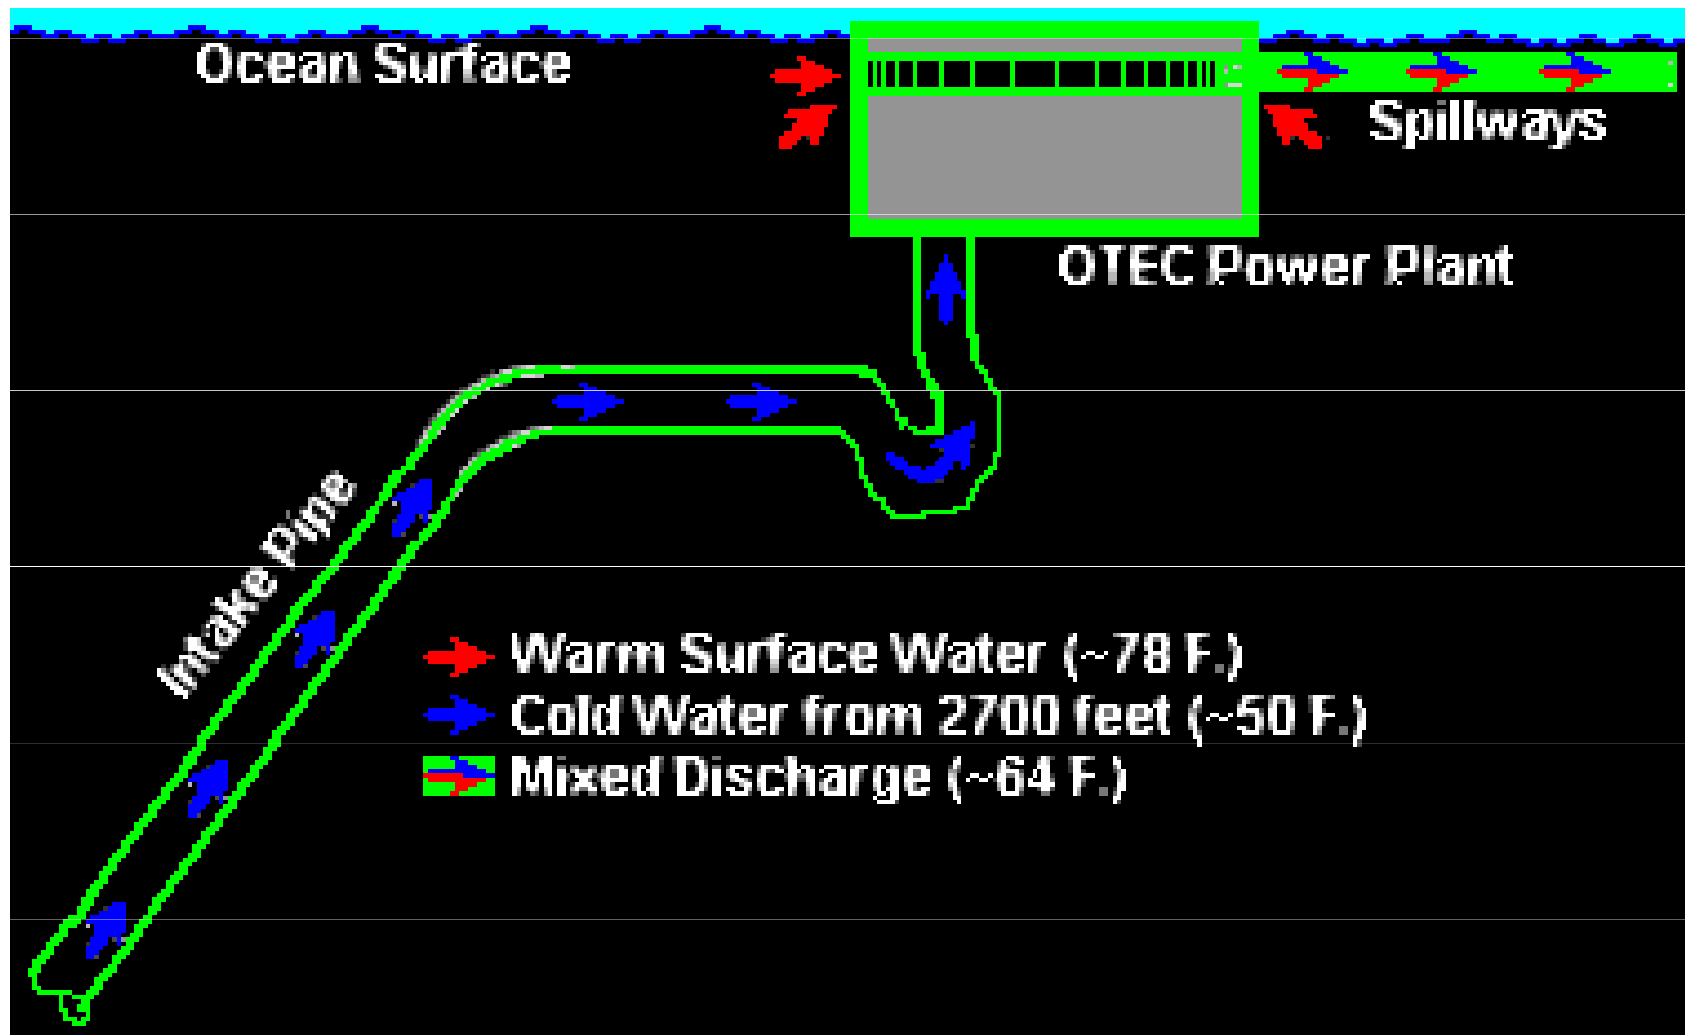 Ocean Surface
Spillways
OTEC Power Plant
Intake Pipe
Warm Surface Water (~78 F.)
Cold Water from 2700 feet (~50 F.)
Mixed Discharge (~64 F.)